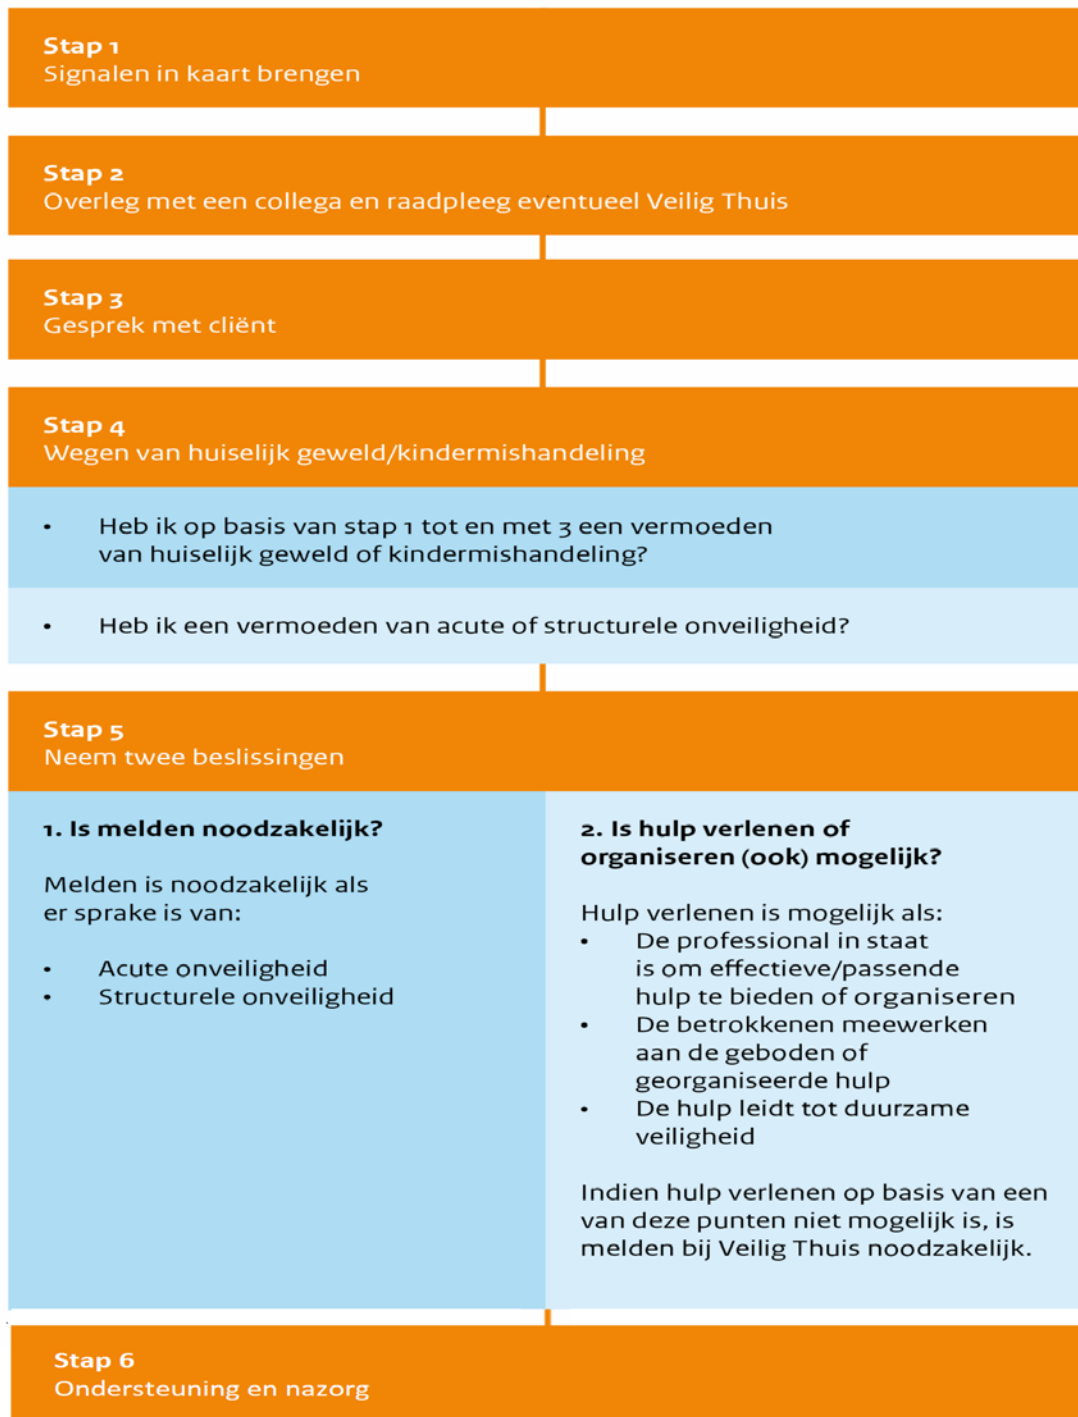 Stap 1
Signalen in kaart brengen
Stap 2
Overleg met een collega en raadpleeg eventueel Veilig Thuis
Stap 3
Gesprek met cliënt
Stap 4
Wegen van huiselijk geweld/kindermishandeling
• Heb ik op basis van stap 1 tot en met 3 een vermoeden
van huiselijk geweld of kindermishandeling?
• Heb ik een vermoeden van acute of structurele onveiligheid?
Stap 5
Neem twee beslissingen
1. Is melden noodzakelijk?
Melden is noodzakelijk als
er sprake is van:
• Acute onveiligheid
• Structurele onveiligheid
2. Is hulp verlenen of
organiseren (ook) mogelijk?
Hulp verlenen is mogelijk als:
• De professional in staat
is om effectieve/passende
hulp te bieden of organiseren
• De betrokkenen meewerken
aan de geboden of
georganiseerde hulp
• De hulp leidt tot duurzame
veiligheid
Indien hulp verlenen op basis van een
van deze punten niet mogelijk is, is
melden bij Veilig Thuis noodzakelijk.
Stap 6
Ondersteuning en nazorg